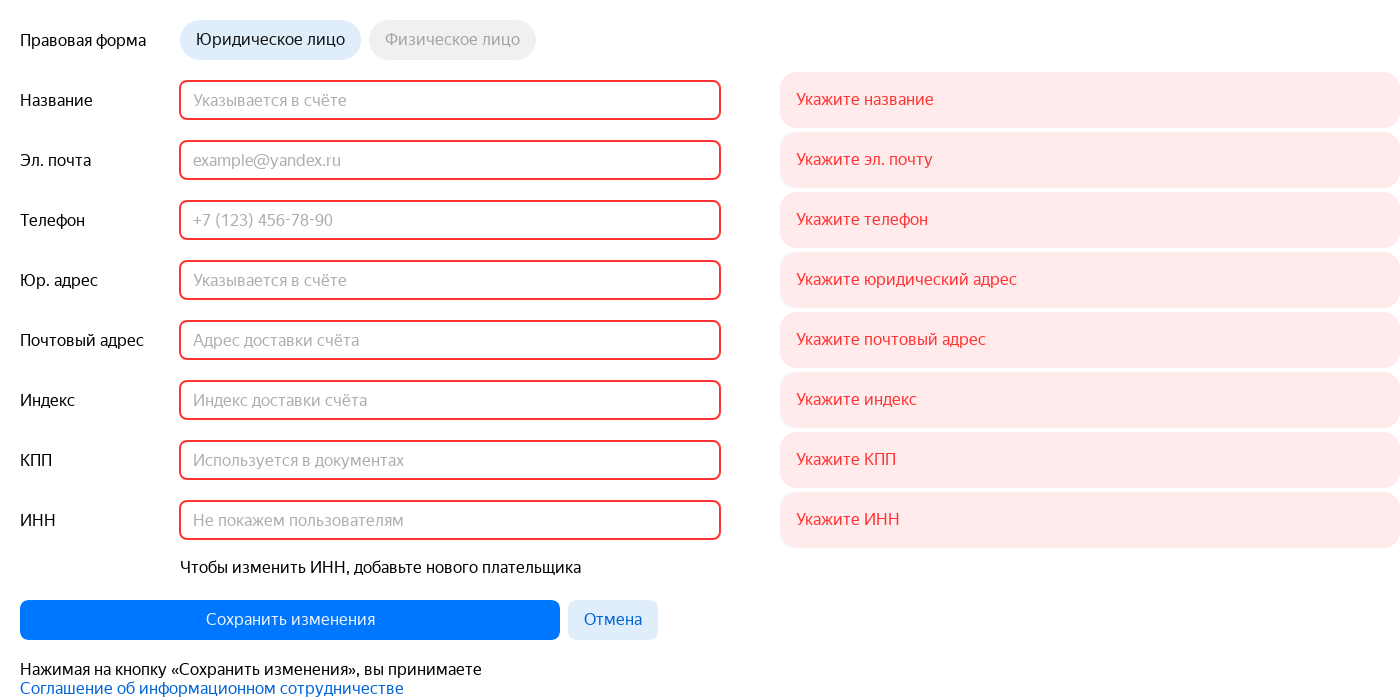 Правовая форма Юридическое лицо Физическое лицо
Название Указывается в счёте Укажите название
Эл. почта example@yandex.ru Укажите эл. почту
Телефон +7 (123) 456-78-90 Укажите телефон
Юр. адрес Указывается в счёте Укажите юридический адрес
Почтовый адрес Адрес доставки счёта Укажите почтовый адрес
Индекс Индекс доставки счёта Укажите индекс
КПП Используется в документах Укажите КПП
ИНН Не покажем пользователям Укажите ИНН
Чтобы изменить ИНН, добавьте нового плательщика
Сохранить изменения Отмена
Нажимая на кнопку «Сохранить изменения», вы принимаете
Соглашение об информационном сотрудничестве